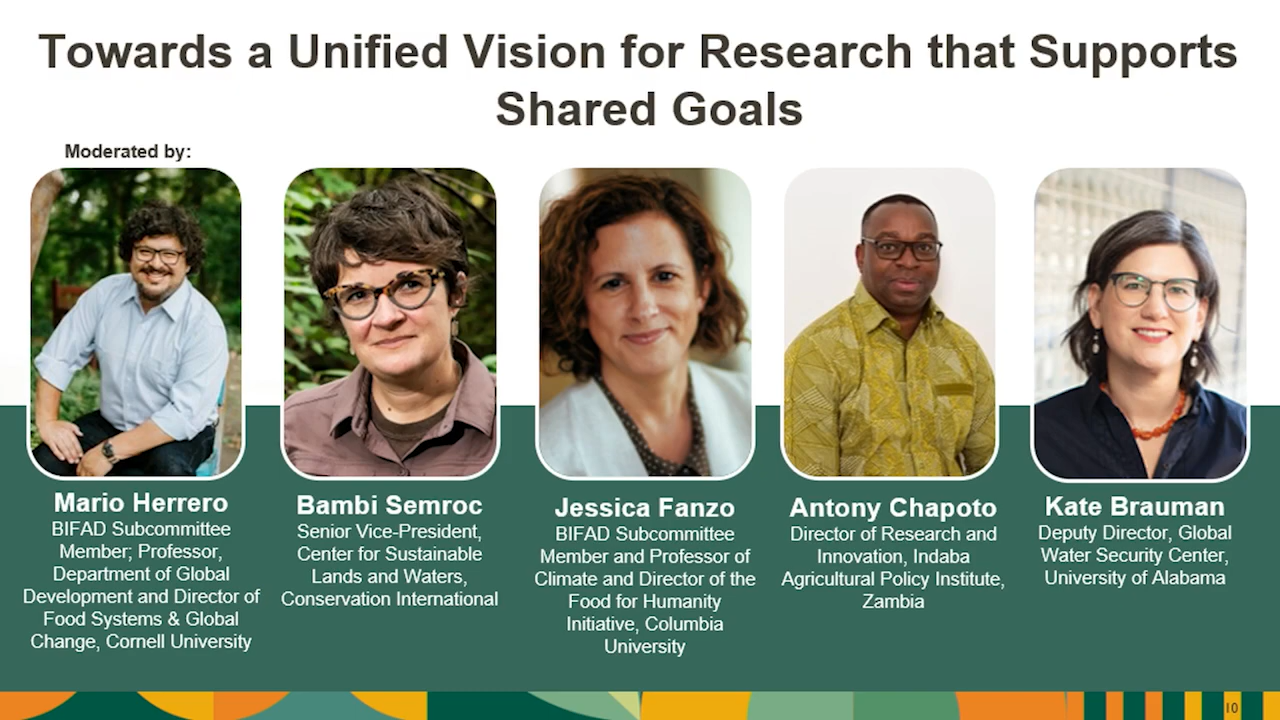 Towards a Unified Vision for Research that Supports
Shared Goals
Moderated by:
Mario Herrero
BIFAD Subcommittee
Member; Professor,
Department of Global
Development and Director of
Food Systems & Global
Change, Cornell University
Bambi Semroc
Senior Vice-President,
Center for Sustainable
Lands and Waters,
Conservation International
Jessica Fanzo
BIFAD Subcommittee
Member and Professor of
Climate and Director of the
Food for Humanity
Initiative, Columbia
University
Antony Chapoto
Director of Research and
Innovation, Indaba
Agricultural Policy Institute,
Zambia
Kate Brauman
Deputy Director, Global
Water Security Center,
University of Alabama
10